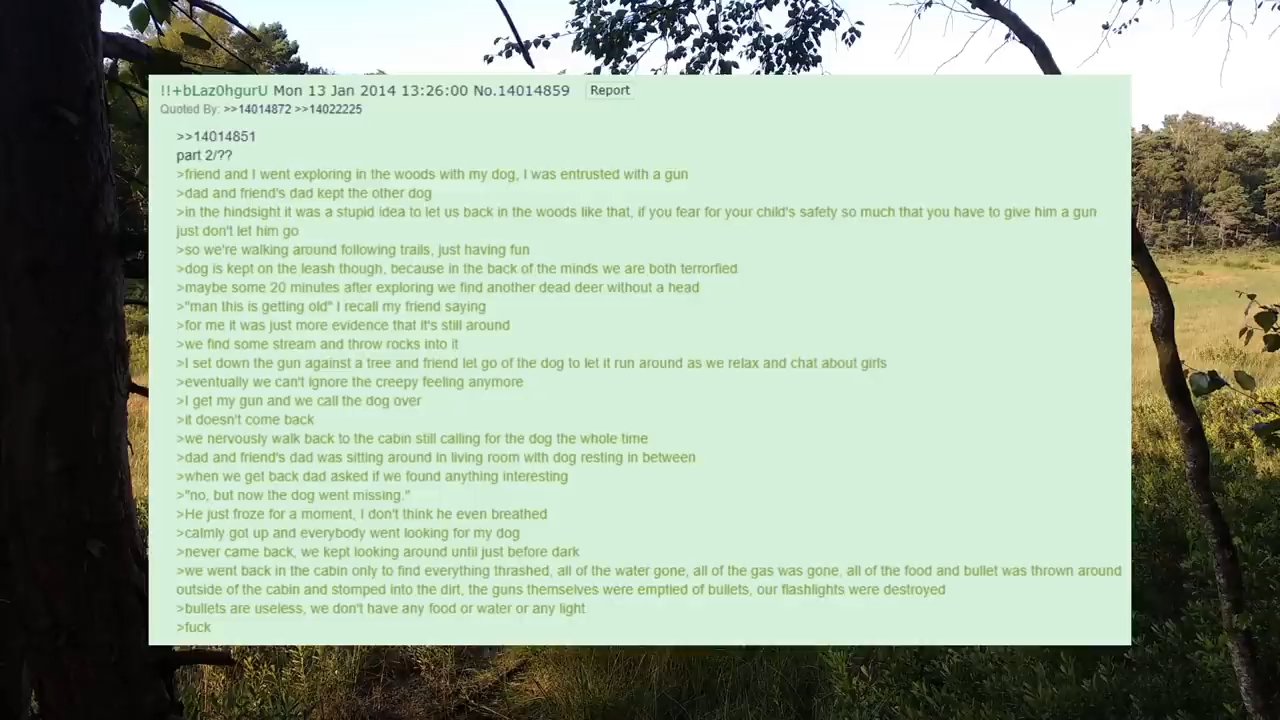 !!+bLaz0hgurU Mon 13 Jan 2014 13:26:00 No.14014859 Report
Quoted By: >>14014872 >>14022225
>>14014851
part 2/??
>friend and I went exploring in the woods with my dog, I was entrusted with a gun
>dad and friend's dad kept the other dog
>in the hindsight it was a stupid idea to let us back in the woods like that, if you fear for your child's safety so much that you have to give him a gun
just don't let him go
>so we're walking around following trails, just having fun
>dog is kept on the leash though, because in the back of the minds we are both terrorfied
>maybe some 20 minutes after exploring we find another dead deer without a head
>"man this is getting old" I recall my friend saying
>for me it was just more evidence that it's still around
>we find some stream and throw rocks into it
>I set down the gun against a tree and friend let go of the dog to let it run around as we relax and chat about girls
>eventually we can't ignore the creepy feeling anymore
>I get my gun and we call the dog over
>it doesn't come back
>we nervously walk back to the cabin still calling for the dog the whole time
>dad and friend's dad was sitting around in living room with dog resting in between
>when we get back dad asked if we found anything interesting
>"no, but now the dog went missing."
>He just froze for a moment, I don't think he even breathed
>calmly got up and everybody went looking for my dog
>never came back, we kept looking around until just before dark
>we went back in the cabin only to find everything thrashed, all of the water gone, all of the gas was gone, all of the food and bullet was thrown around
outside of the cabin and stomped into the dirt, the guns themselves were emptied of bullets, our flashlights were destroyed
>bullets are useless, we don't have any food or water or any light
>fuck